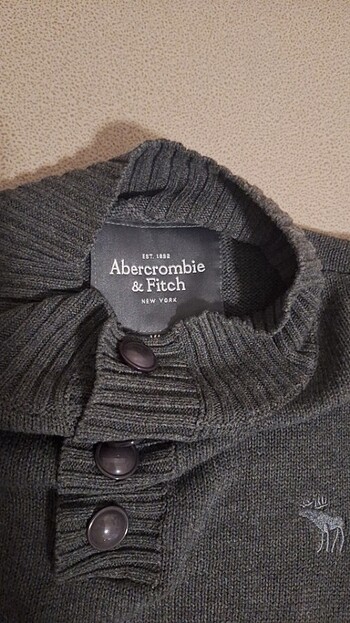 EST. 1892
Abercrombie
& Fitch
NEW YORK